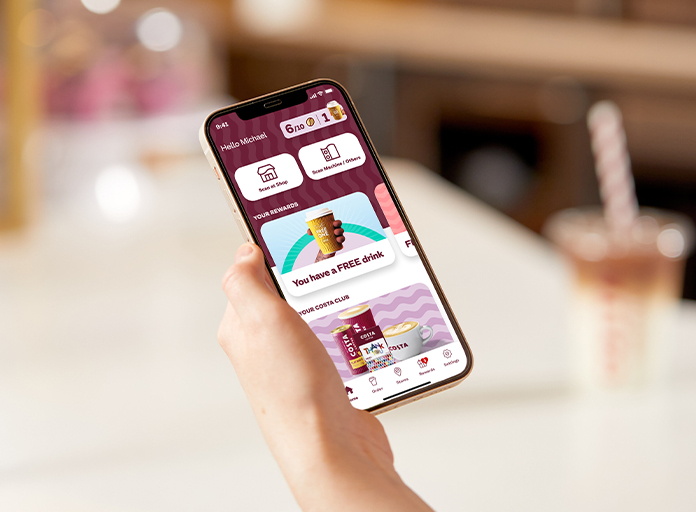 9:41
Hello Michael
6/10 1
Scan at Shop
Scan Machine / Others
YOUR REWARDS
You have a FREE drink
F
YOUR COSTA CLUB
COSTA
COSTA
COSTA
Order
Stores
Rewards
Settings